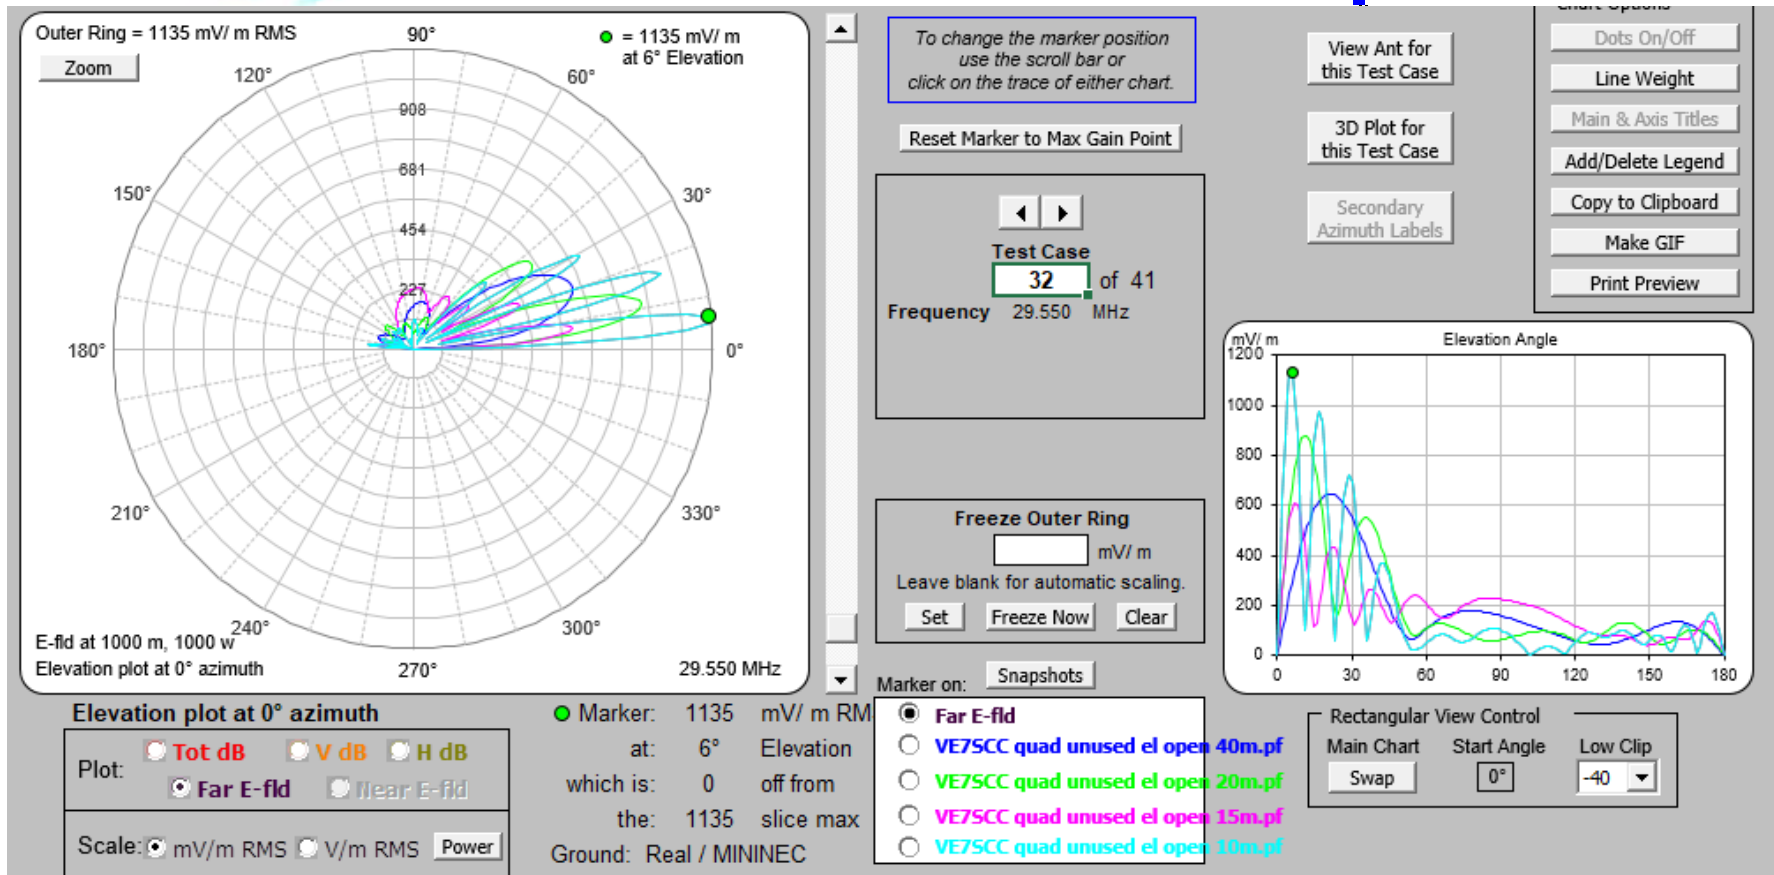 Outer Ring = 1135 mV/ m RMS
Zoom
= 1135 mV/ m
at 6° Elevation
90°
120°
60°
150°
30°
180°
0°
210°
330°
240°
300°
270°
908
681
454
227
E-fld at 1000 m, 1000 w
Elevation plot at 0° azimuth
29.550 MHz
To change the marker position
use the scroll bar or
click on the trace of either chart.
Reset Marker to Max Gain Point
Test Case
32 of 41
Frequency 29.550 MHz
Freeze Outer Ring
mV/ m
Leave blank for automatic scaling.
Set Freeze Now Clear
Marker on: Snapshots
Far E-fld
VE7SCC quad unused el open 40m.pf
VE7SCC quad unused el open 20m.pf
VE7SCC quad unused el open 15m.pf
VE7SCC quad unused el open 10m.pf
View Ant for
this Test Case
3D Plot for
this Test Case
Secondary
Azimuth Labels
Chart Options
Dots On/Off
Line Weight
Main & Axis Titles
Add/Delete Legend
Copy to Clipboard
Make GIF
Print Preview
mV/ m
Elevation Angle
1200
1000
800
600
400
200
0
0 30 60 90 120 150 180
Rectangular View Control
Main Chart Start Angle Low Clip
Swap 0° -40
Elevation plot at 0° azimuth
Plot: Tot dB V dB H dB
Far E-fld Near E-fld
Scale: mV/m RMS V/m RMS Power
Marker: 1135 mV/ m RM
at: 6° Elevation
which is: 0 off from
the: 1135 slice max
Ground: Real / MININEC